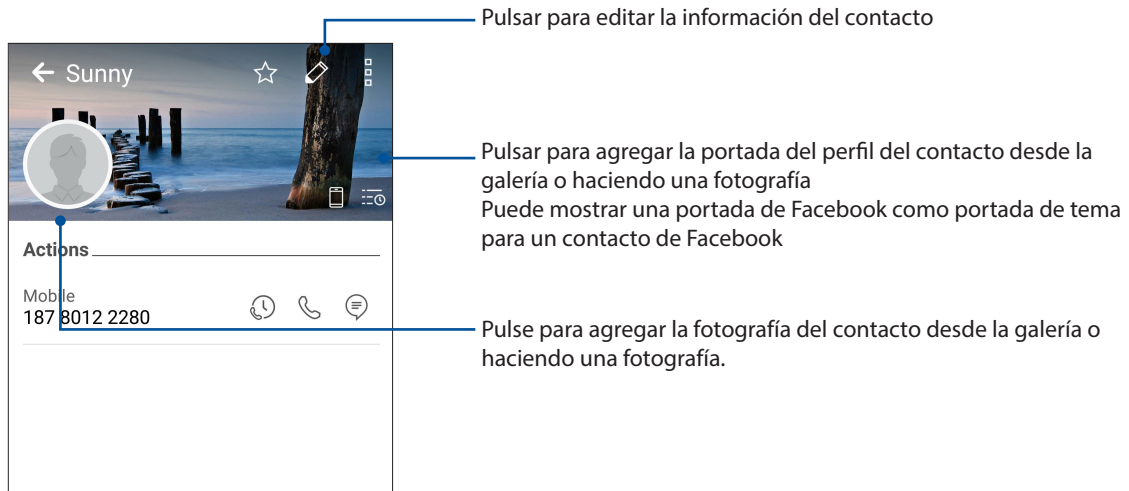 Pulsar para editar la información del contacto
Sunny
Pulsar para agregar la portada del perfil del contacto desde la
galería o haciendo una fotografía
Puede mostrar una portada de Facebook como portada de tema
para un contacto de Facebook
Actions
Mobile
187 8012 2280
Pulse para agregar la fotografía del contacto desde la galería o
haciendo una fotografía.